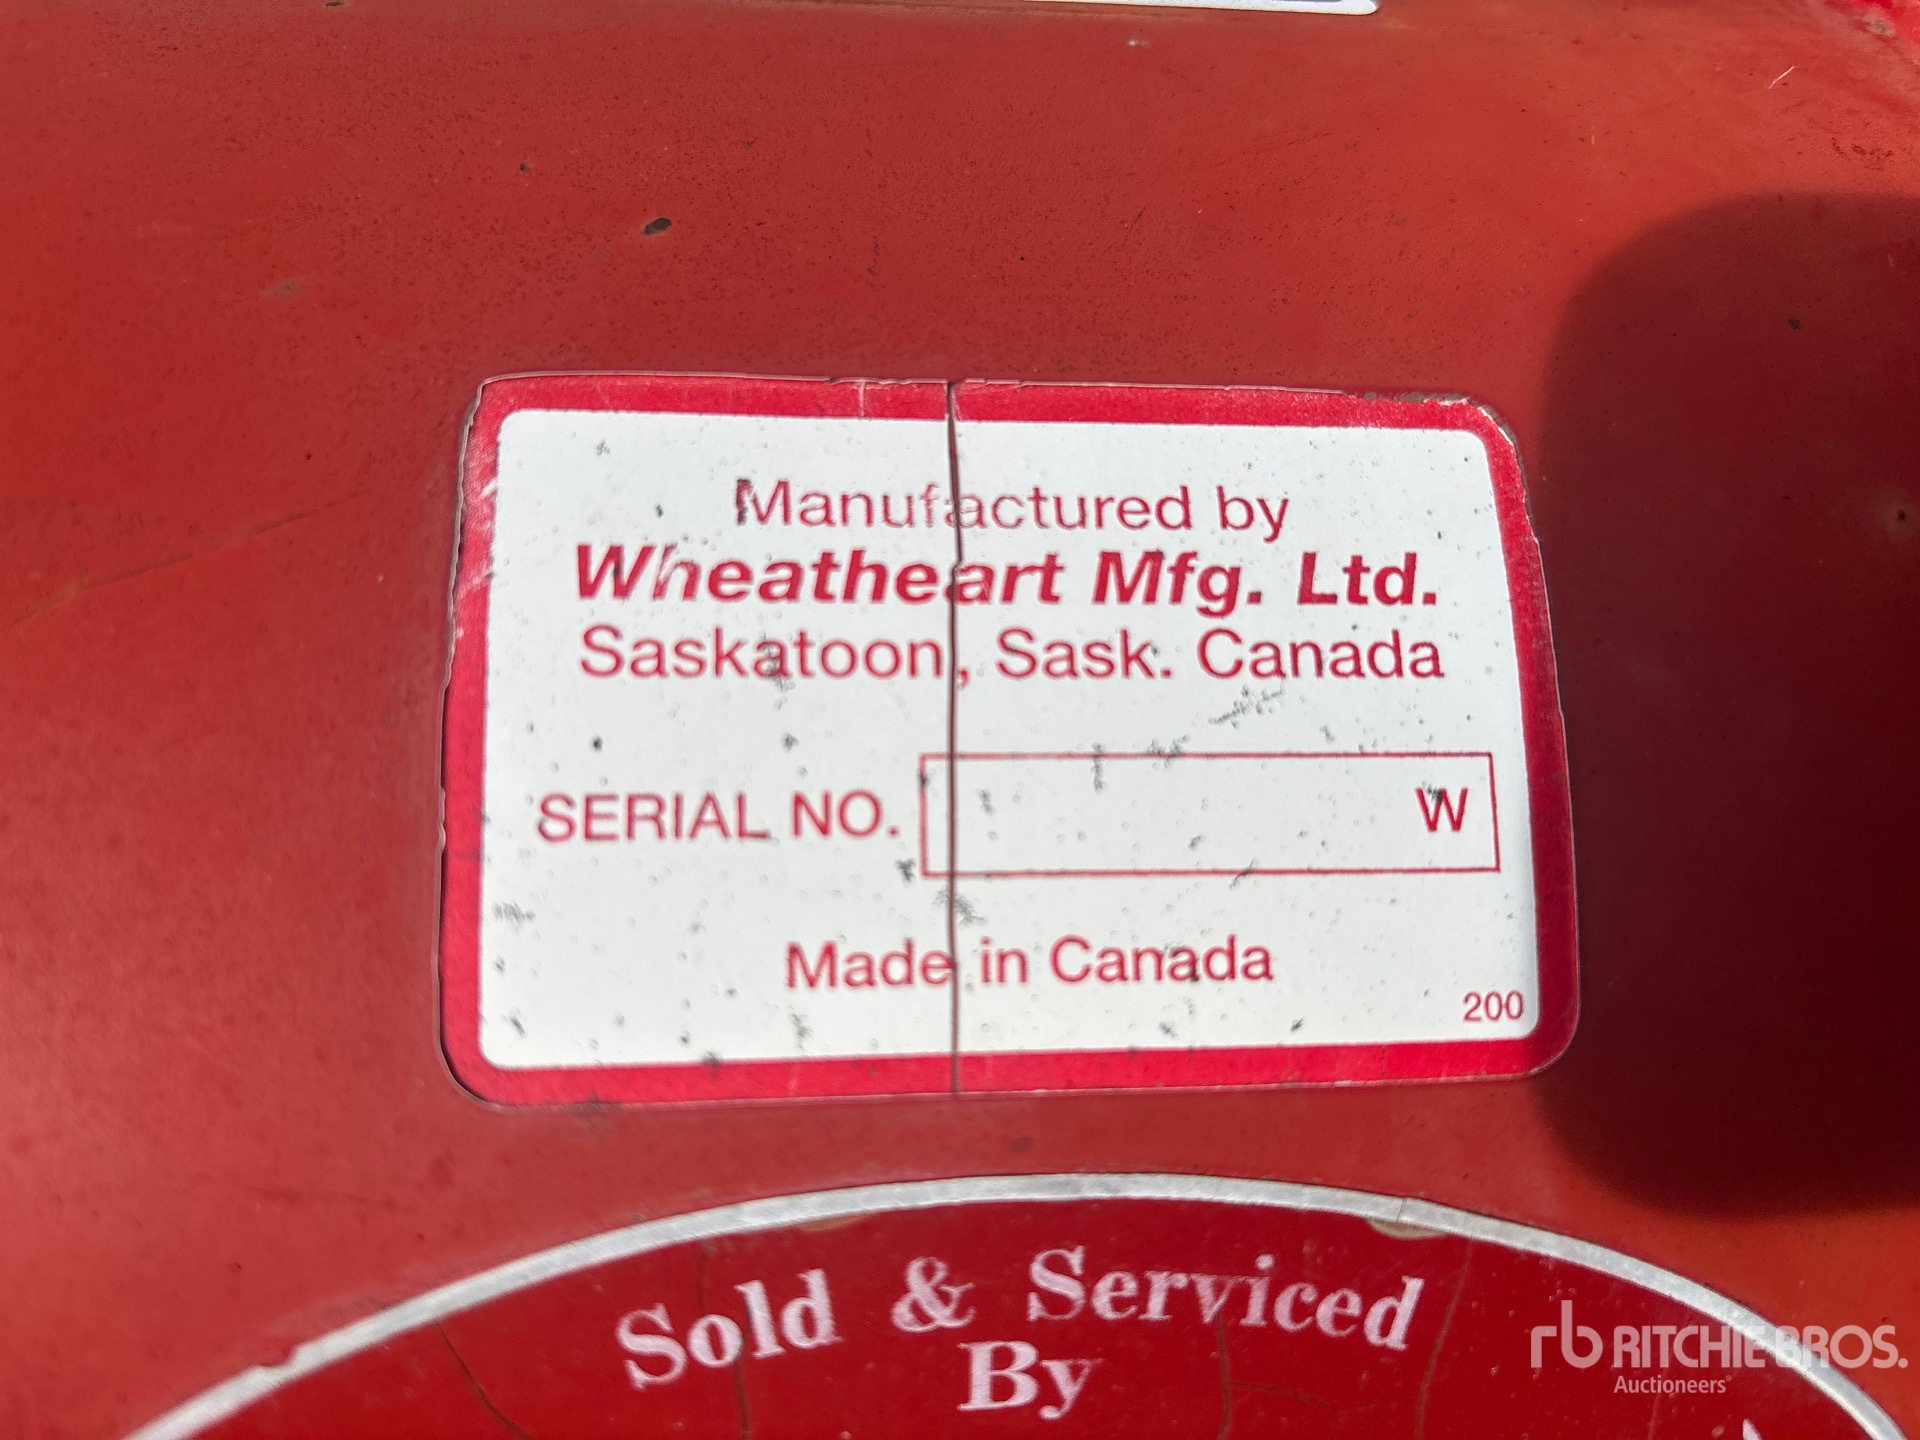 Manufactured by
Wheatheart Mfg. Ltd.
Saskatoon, Sask. Canada
SERIAL NO. W
Made in Canada
200
Sold & Serviced
By
rb RITCHIE BROS.
Auctioneers